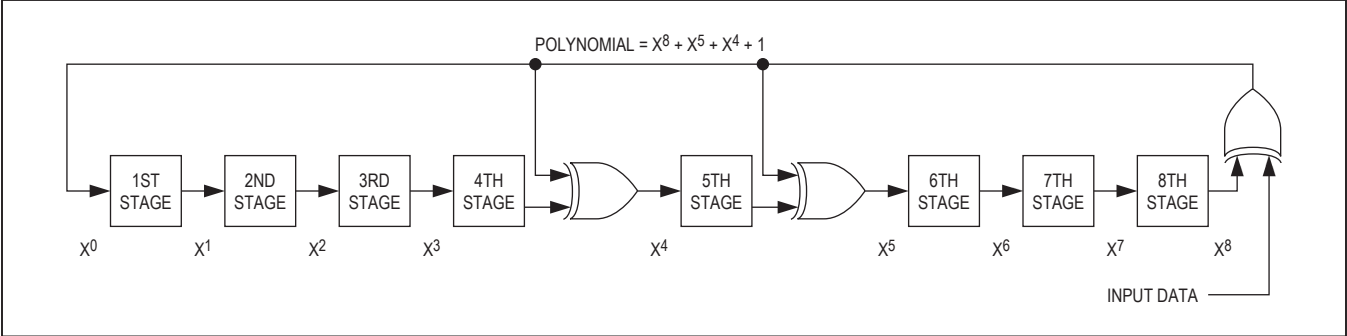 POLYNOMIAL = X⁸ + X⁵ + X⁴ + 1
1ST
STAGE
2ND
STAGE
3RD
STAGE
4TH
STAGE
5TH
STAGE
6TH
STAGE
7TH
STAGE
8TH
STAGE
X⁰
X¹
X²
X³
X⁴
X⁵
X⁶
X⁷
X⁸
INPUT DATA